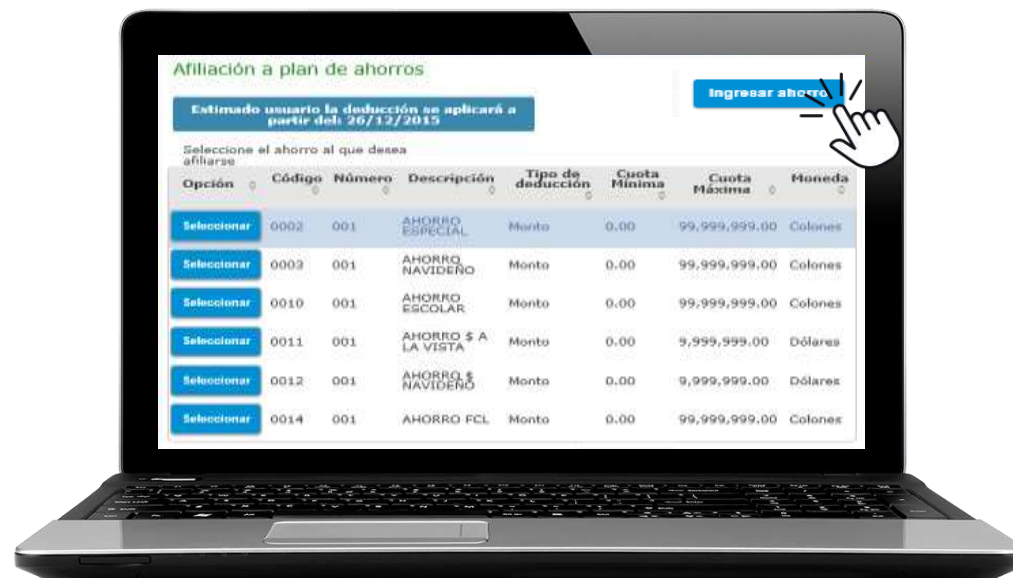 Afiliación a plan de ahorros
Ingresar ahorro
Estimado usuario la deducción se aplicará a
partir del: 26/12/2015
Seleccione el ahorro al que desea
afiliarse
Opción Código Número Descripción Tipo de deducción Cuota Mínima Cuota Máxima Moneda
Seleccionar 0002 001 AHORRO ESPECIAL Monto 0.00 99,999,999.00 Colones
Seleccionar 0003 001 AHORRO NAVIDEÑO Monto 0.00 99,999,999.00 Colones
Seleccionar 0010 001 AHORRO ESCOLAR Monto 0.00 99,999,999.00 Colones
Seleccionar 0011 001 AHORRO $ A LA VISTA Monto 0.00 9,999,999.00 Dólares
Seleccionar 0012 001 AHORRO $ NAVIDEÑO Monto 0.00 9,999,999.00 Dólares
Seleccionar 0014 001 AHORRO FCL Monto 0.00 99,999,999.00 Colones